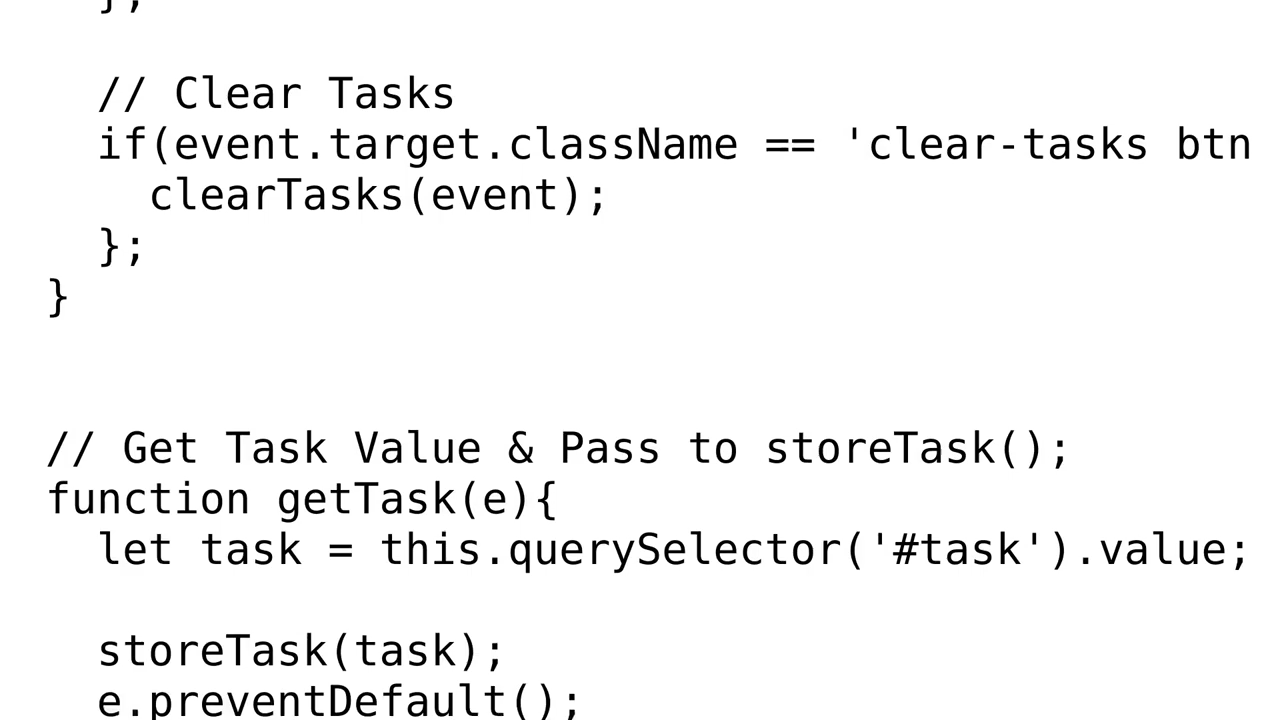 };
// Clear Tasks
if(event.target.className == 'clear-tasks btn
clearTasks(event);
};
}
// Get Task Value & Pass to storeTask();
function getTask(e){
let task = this.querySelector('#task').value;
storeTask(task);
e.preventDefault();